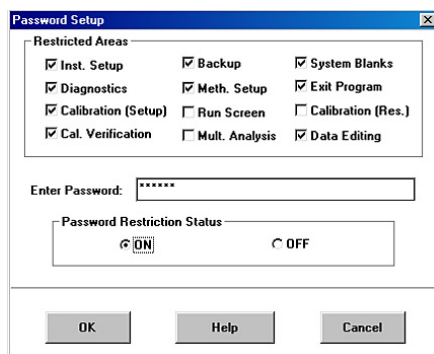 Password Setup
Restricted Areas
Inst. Setup
Backup
System Blanks
Diagnostics
Meth. Setup
Exit Program
Calibration (Setup)
Run Screen
Calibration (Res.)
Cal. Verification
Mult. Analysis
Data Editing
Enter Password: ******
Password Restriction Status
ON
OFF
OK
Help
Cancel